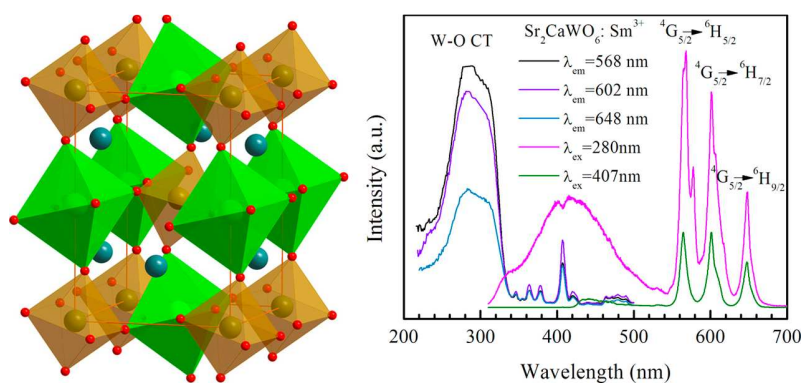 W-O CT
Sr₂CaWO₆: Sm³⁺
⁴G₅/₂→⁶H₅/₂
λem=568 nm
⁴G₅/₂→⁶H₇/₂
λem=602 nm
λem=648 nm
λex=280nm
⁴G₅/₂→⁶H₉/₂
λex=407nm
Intensity (a.u.)
200 300 400 500 600 700
Wavelength (nm)